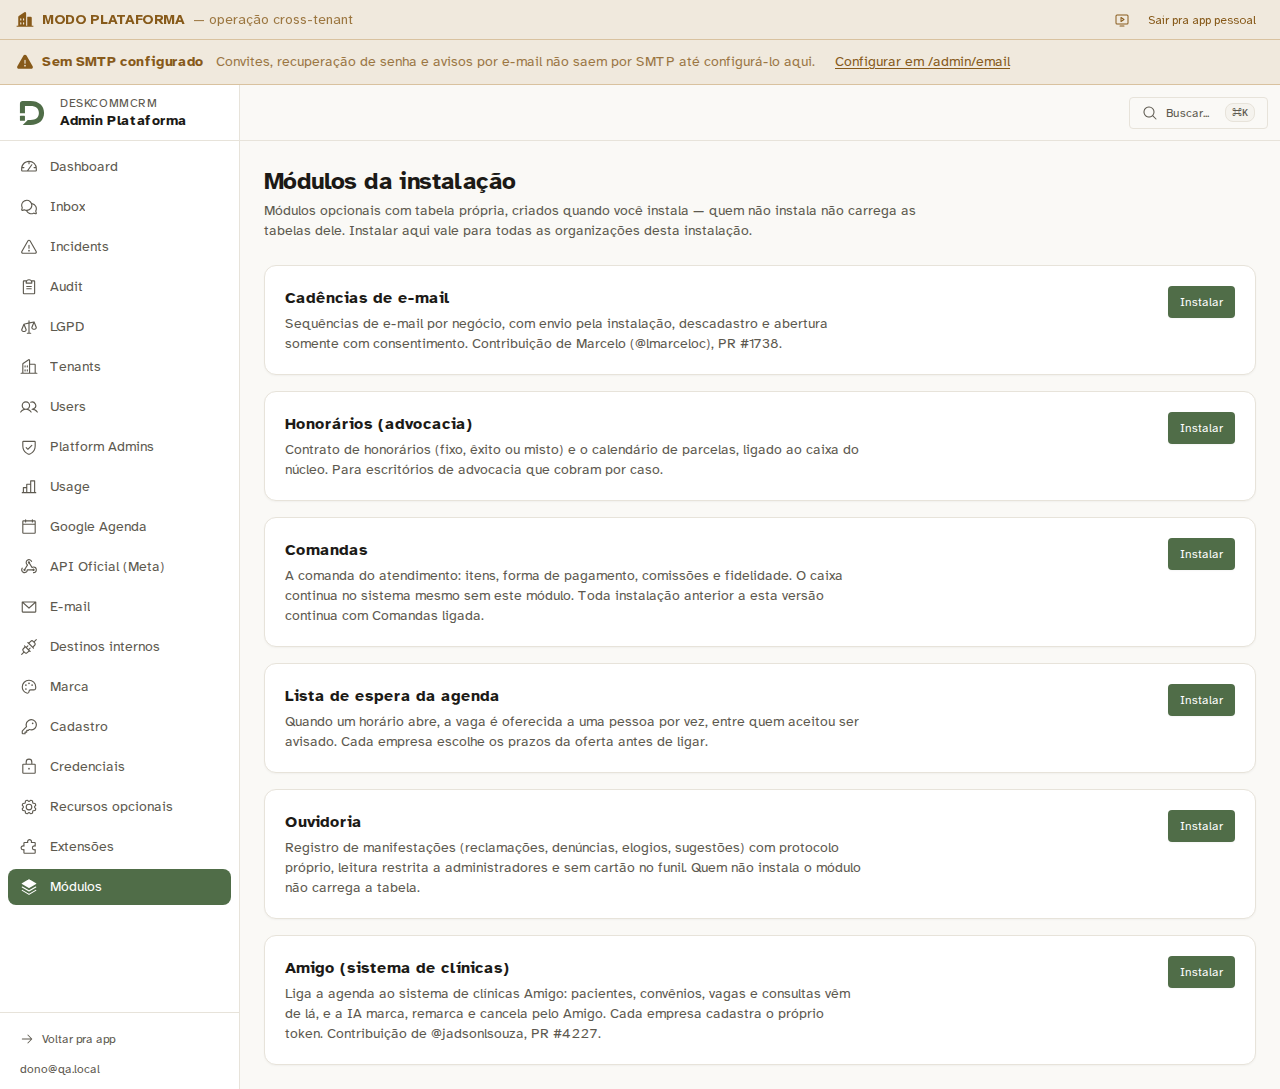 MODO PLATAFORMA — operação cross-tenant
Sair pra app pessoal
Sem SMTP configurado Convites, recuperação de senha e avisos por e-mail não saem por SMTP até configurá-lo aqui. Configurar em /admin/email
DESKCOMMCRM
Admin Plataforma
Buscar... ⌘K
Dashboard
Inbox
Incidents
Audit
LGPD
Tenants
Users
Platform Admins
Usage
Google Agenda
API Oficial (Meta)
E-mail
Destinos internos
Marca
Cadastro
Credenciais
Recursos opcionais
Extensões
Módulos
Voltar pra app
dono@qa.local
Módulos da instalação
Módulos opcionais com tabela própria, criados quando você instala — quem não instala não carrega as
tabelas dele. Instalar aqui vale para todas as organizações desta instalação.
Cadências de e-mail
Instalar
Sequências de e-mail por negócio, com envio pela instalação, descadastro e abertura
somente com consentimento. Contribuição de Marcelo (@lmarceloc), PR #1738.
Honorários (advocacia)
Instalar
Contrato de honorários (fixo, êxito ou misto) e o calendário de parcelas, ligado ao caixa do
núcleo. Para escritórios de advocacia que cobram por caso.
Comandas
Instalar
A comanda do atendimento: itens, forma de pagamento, comissões e fidelidade. O caixa
continua no sistema mesmo sem este módulo. Toda instalação anterior a esta versão
continua com Comandas ligada.
Lista de espera da agenda
Instalar
Quando um horário abre, a vaga é oferecida a uma pessoa por vez, entre quem aceitou ser
avisado. Cada empresa escolhe os prazos da oferta antes de ligar.
Ouvidoria
Instalar
Registro de manifestações (reclamações, denúncias, elogios, sugestões) com protocolo
próprio, leitura restrita a administradores e sem cartão no funil. Quem não instala o módulo
não carrega a tabela.
Amigo (sistema de clínicas)
Instalar
Liga a agenda ao sistema de clínicas Amigo: pacientes, convênios, vagas e consultas vêm
de lá, e a IA marca, remarca e cancela pelo Amigo. Cada empresa cadastra o próprio
token. Contribuição de @jadsonlsouza, PR #4227.